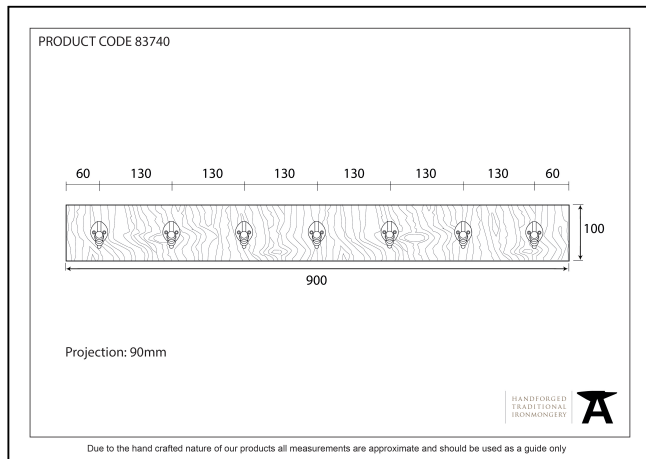 PRODUCT CODE 83740
60 130 130 130 130 130 130 60
100
900
Projection: 90mm
HANDFORGED
TRADITIONAL
IRONMONGERY
A
Due to the hand crafted nature of our products all measurements are approximate and should be used as a guide only